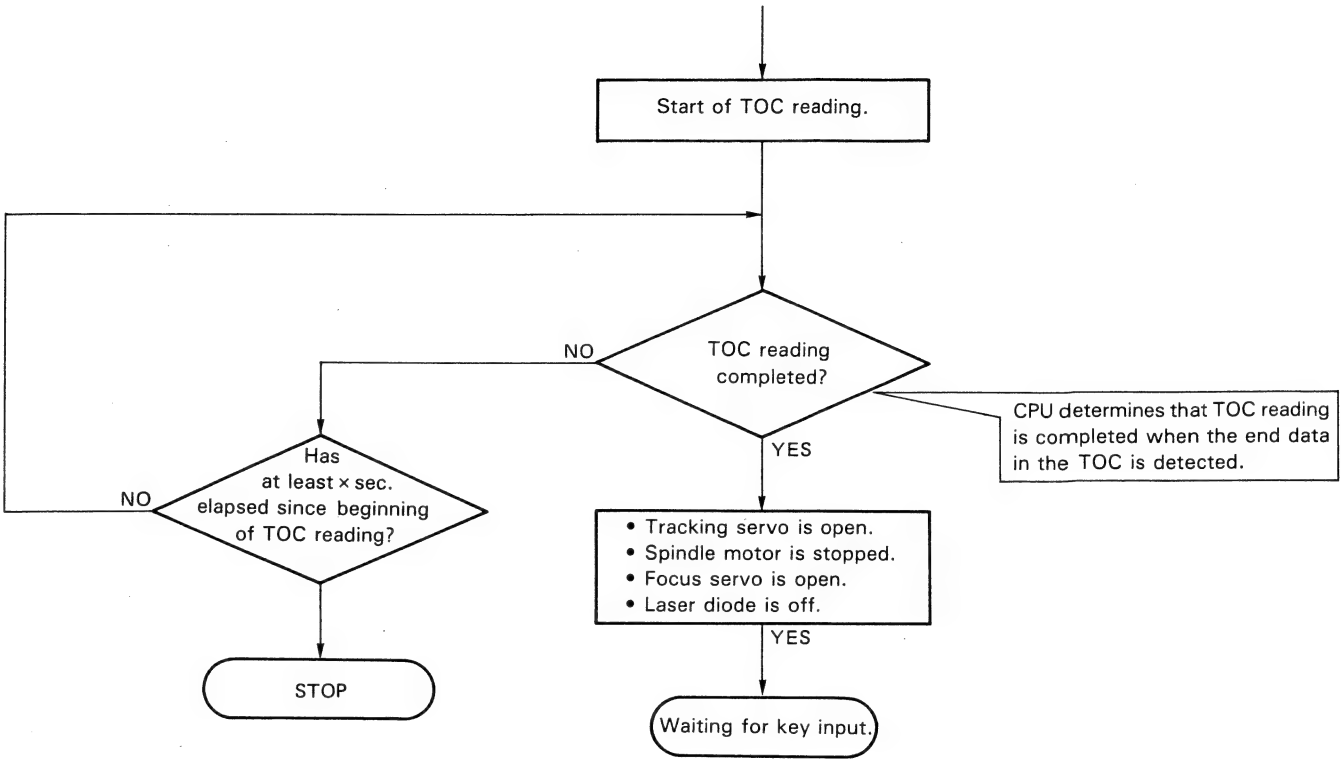 Start of TOC reading.
NO
TOC reading
completed?
CPU determines that TOC reading
is completed when the end data
in the TOC is detected.
YES
Has
at least × sec.
elapsed since beginning
of TOC reading?
NO
• Tracking servo is open.
• Spindle motor is stopped.
• Focus servo is open.
• Laser diode is off.
YES
STOP
Waiting for key input.